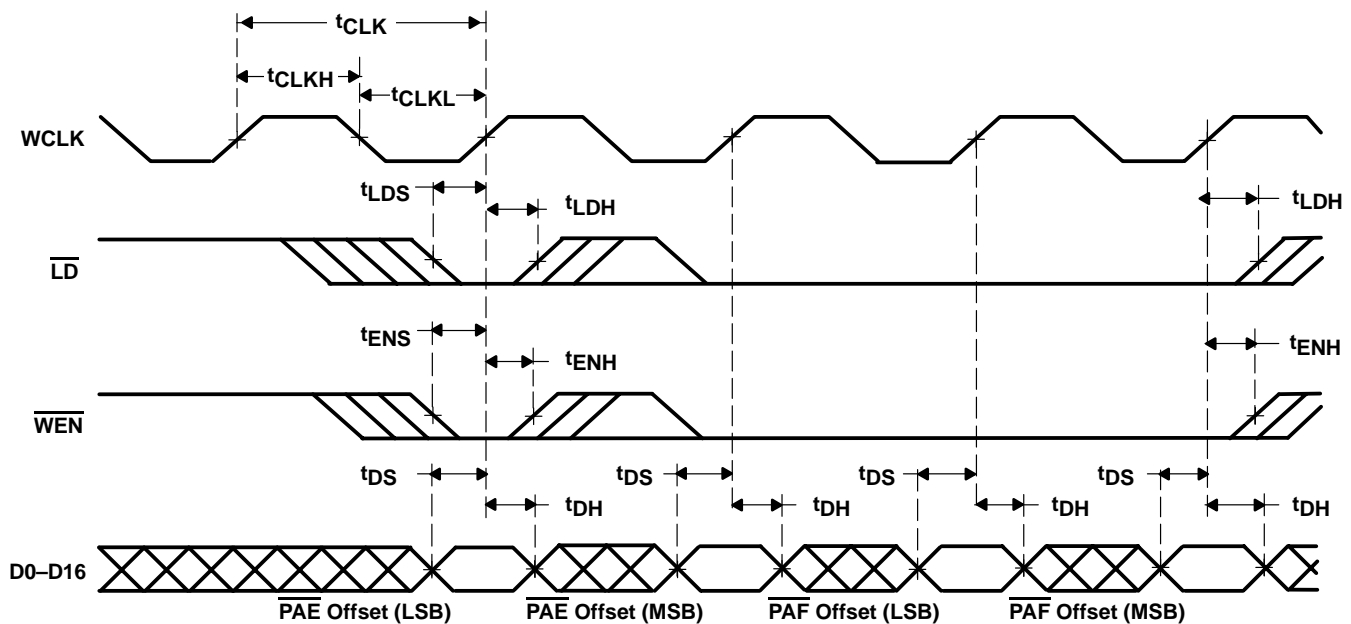 tCLK
tCLKH
tCLKL
WCLK
tLDS
tLDH
tLDH
LD
tENS
tENH
tENH
WEN
tDS
tDS
tDS
tDS
tDH
tDH
tDH
tDH
D0–D16
PAE Offset (LSB)
PAE Offset (MSB)
PAF Offset (LSB)
PAF Offset (MSB)